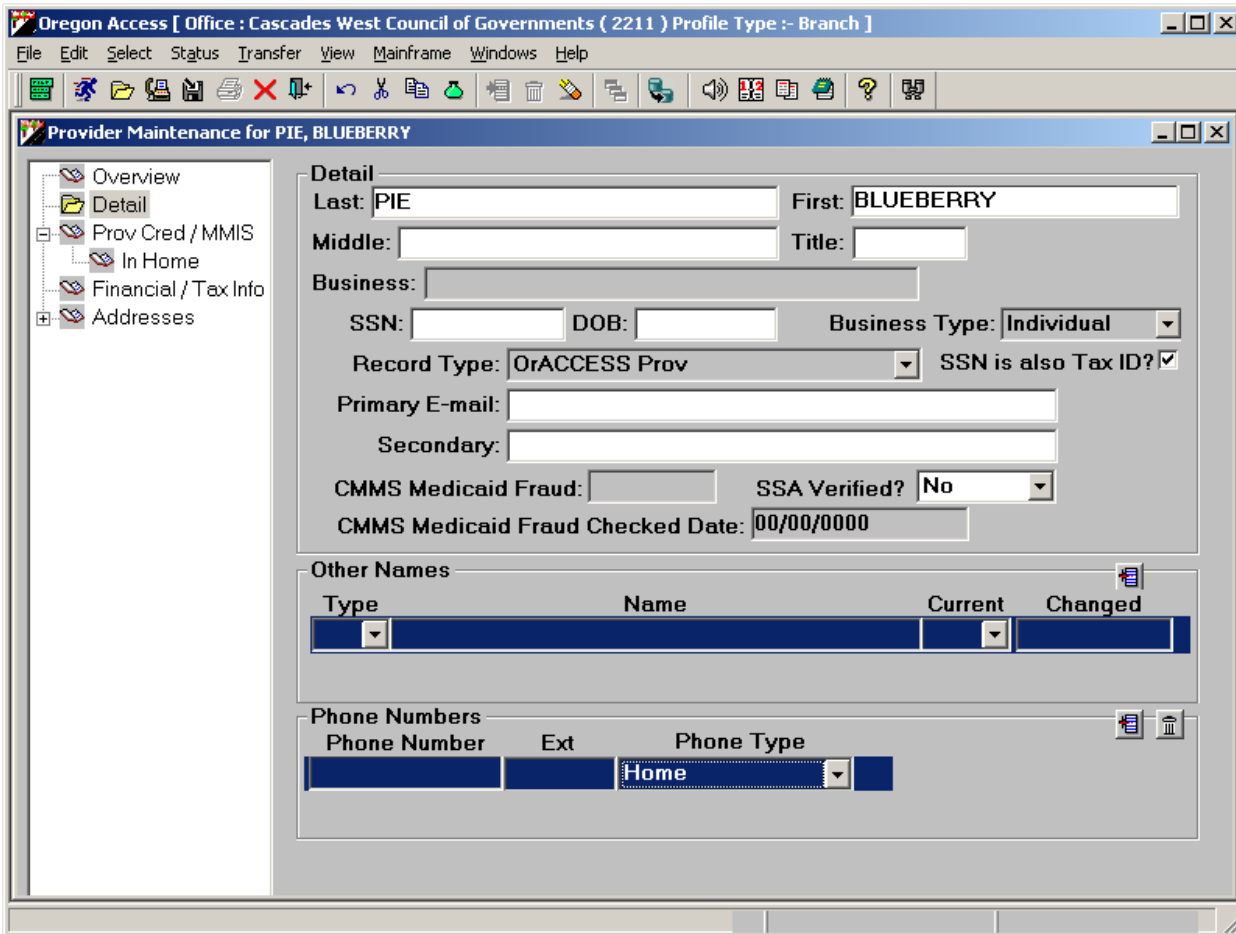 Oregon Access [ Office : Cascades West Council of Governments ( 2211 ) Profile Type :- Branch ]
File Edit Select Status Transfer View Mainframe Windows Help
Provider Maintenance for PIE, BLUEBERRY
Overview
Detail
Prov Cred / MMIS
In Home
Financial / Tax Info
Addresses
Detail
Last: PIE First: BLUEBERRY
Middle: Title:
Business:
SSN: DOB: Business Type: Individual
Record Type: OrACCESS Prov SSN is also Tax ID?
Primary E-mail:
Secondary:
CMMS Medicaid Fraud: SSA Verified? No
CMMS Medicaid Fraud Checked Date: 00/00/0000
Other Names
Type Name Current Changed
Phone Numbers
Phone Number Ext Phone Type
Home